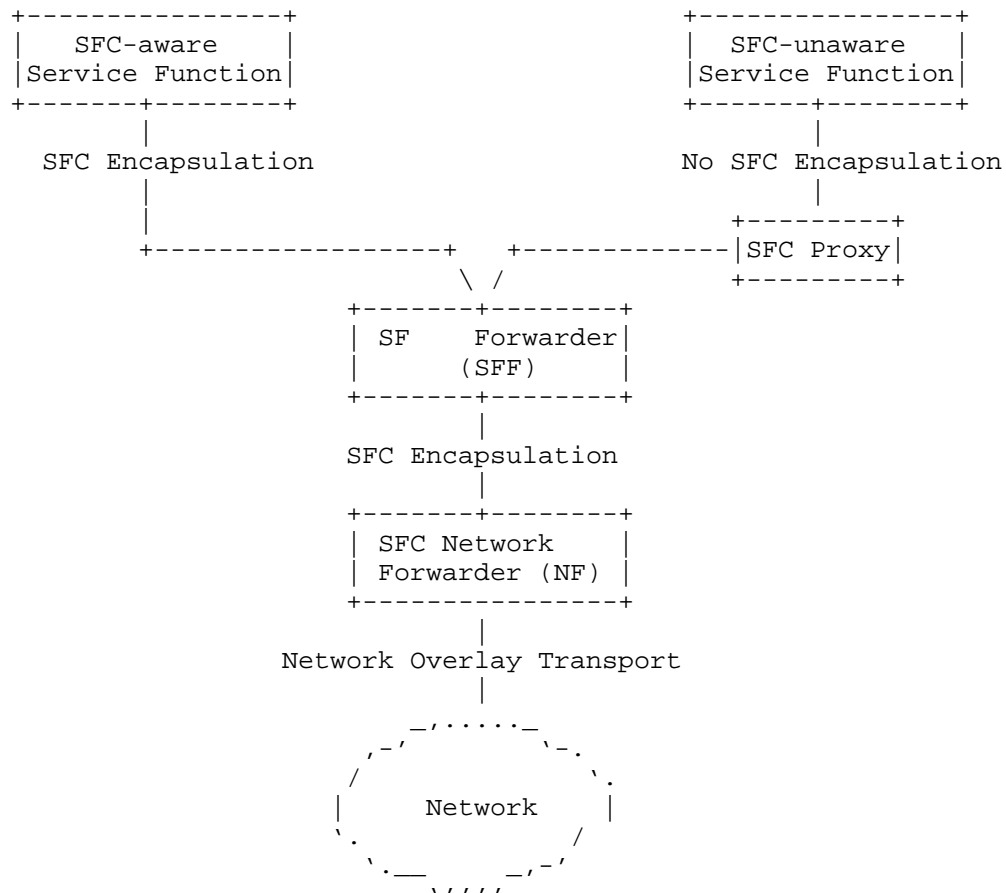 SFC-aware
Service Function
SFC-unaware
Service Function
SFC Encapsulation
No SFC Encapsulation
SFC Proxy
SF Forwarder
(SFF)
SFC Encapsulation
SFC Network
Forwarder (NF)
Network Overlay Transport
Network